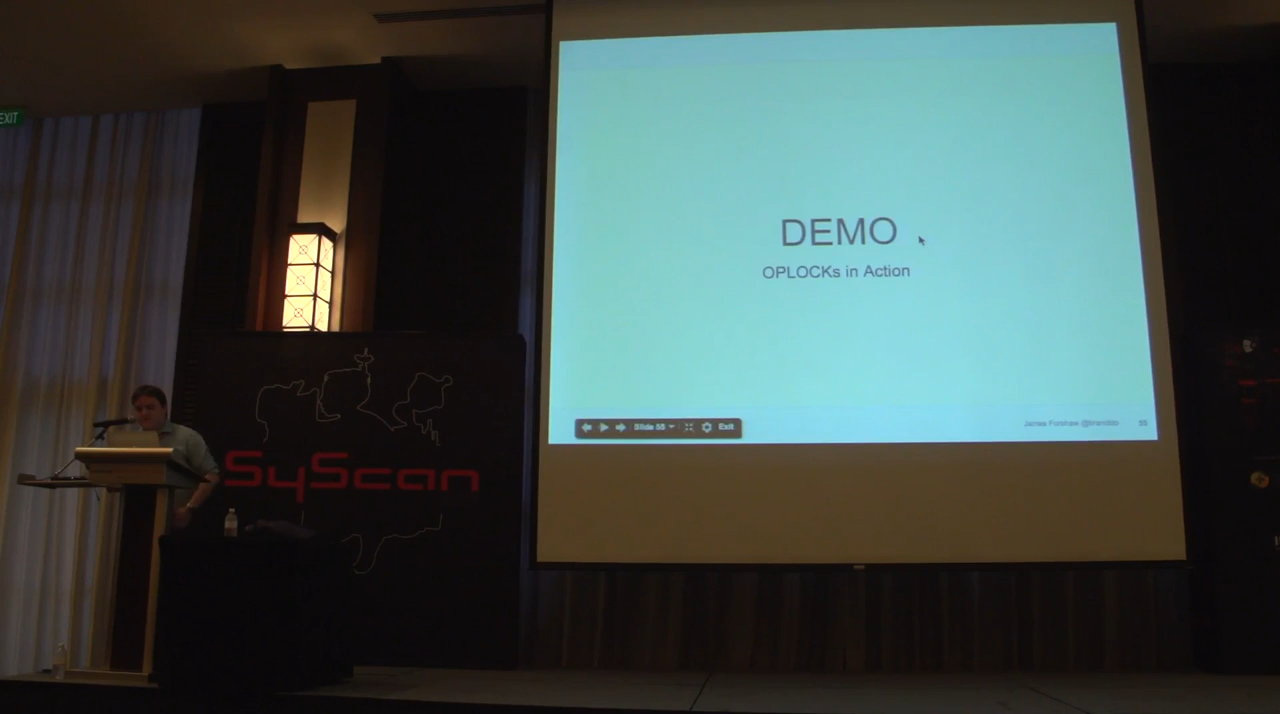 EXIT
DEMO
OPLOCKs in Action
Slide 55
Exit
James Forshaw @tiraniddo
55
SyScan